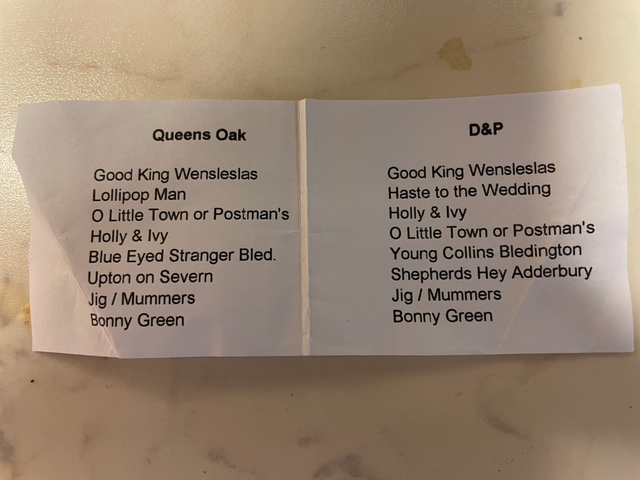 Queens Oak
Good King Wensleslas
Lollipop Man
O Little Town or Postman's
Holly & Ivy
Blue Eyed Stranger Bled.
Upton on Severn
Jig / Mummers
Bonny Green
D&P
Good King Wensleslas
Haste to the Wedding
Holly & Ivy
O Little Town or Postman's
Young Collins Bledington
Shepherds Hey Adderbury
Jig / Mummers
Bonny Green